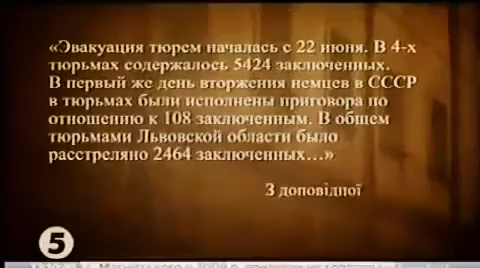 «Эвакуация тюрем началась с 22 июня. В 4-х
тюрьмах содержалось 5424 заключенных.
В первый же день вторжения немцев в СССР
в тюрьмах были исполнены приговора по
отношению к 108 заключенным. В общем
тюрьмами Львовской области было
расстреляно 2464 заключенных…»
З доповідної
5